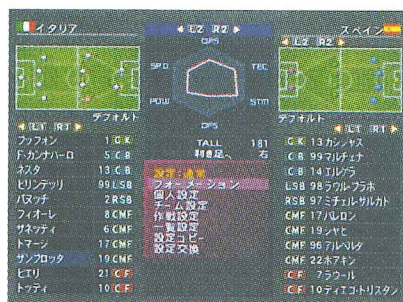 イタリア
L2 R2
スペイン
L2 R2
OFS
SPD
TEC
POW
STM
DFS
デフォルト
L1 R1
TALL 181
利き足 右
デフォルト
L1 R1
ブッフォン 1 GK
F・カンナバーロ 5 CB
ネスタ 13 CB
ビリンデッリ 99 LSB
パヌッチ 2 RSB
フィオーレ 8 CMF
ザネッティ 6 CMF
トマージ 17 CMF
ザンブロッタ 19 CMF
ビエリ 21 CF
トッティ 10 CF
設定:通常
フォーメーション
個人設定
チーム設定
作戦設定
一覧設定
設定コピー
設定交換
GK 13 カシージャス
CB 99 マルチェナ
CB 14 エルゲラ
LSB 98 ラウル・ブラボ
RSB 97 ミチェル・サルガド
CMF 17 バレロン
CMF 19 シャビ
CMF 96 アルベルダ
CMF 22 ホアキン
CF 7 ラウール
CF 10 ディエゴ・トリスタン